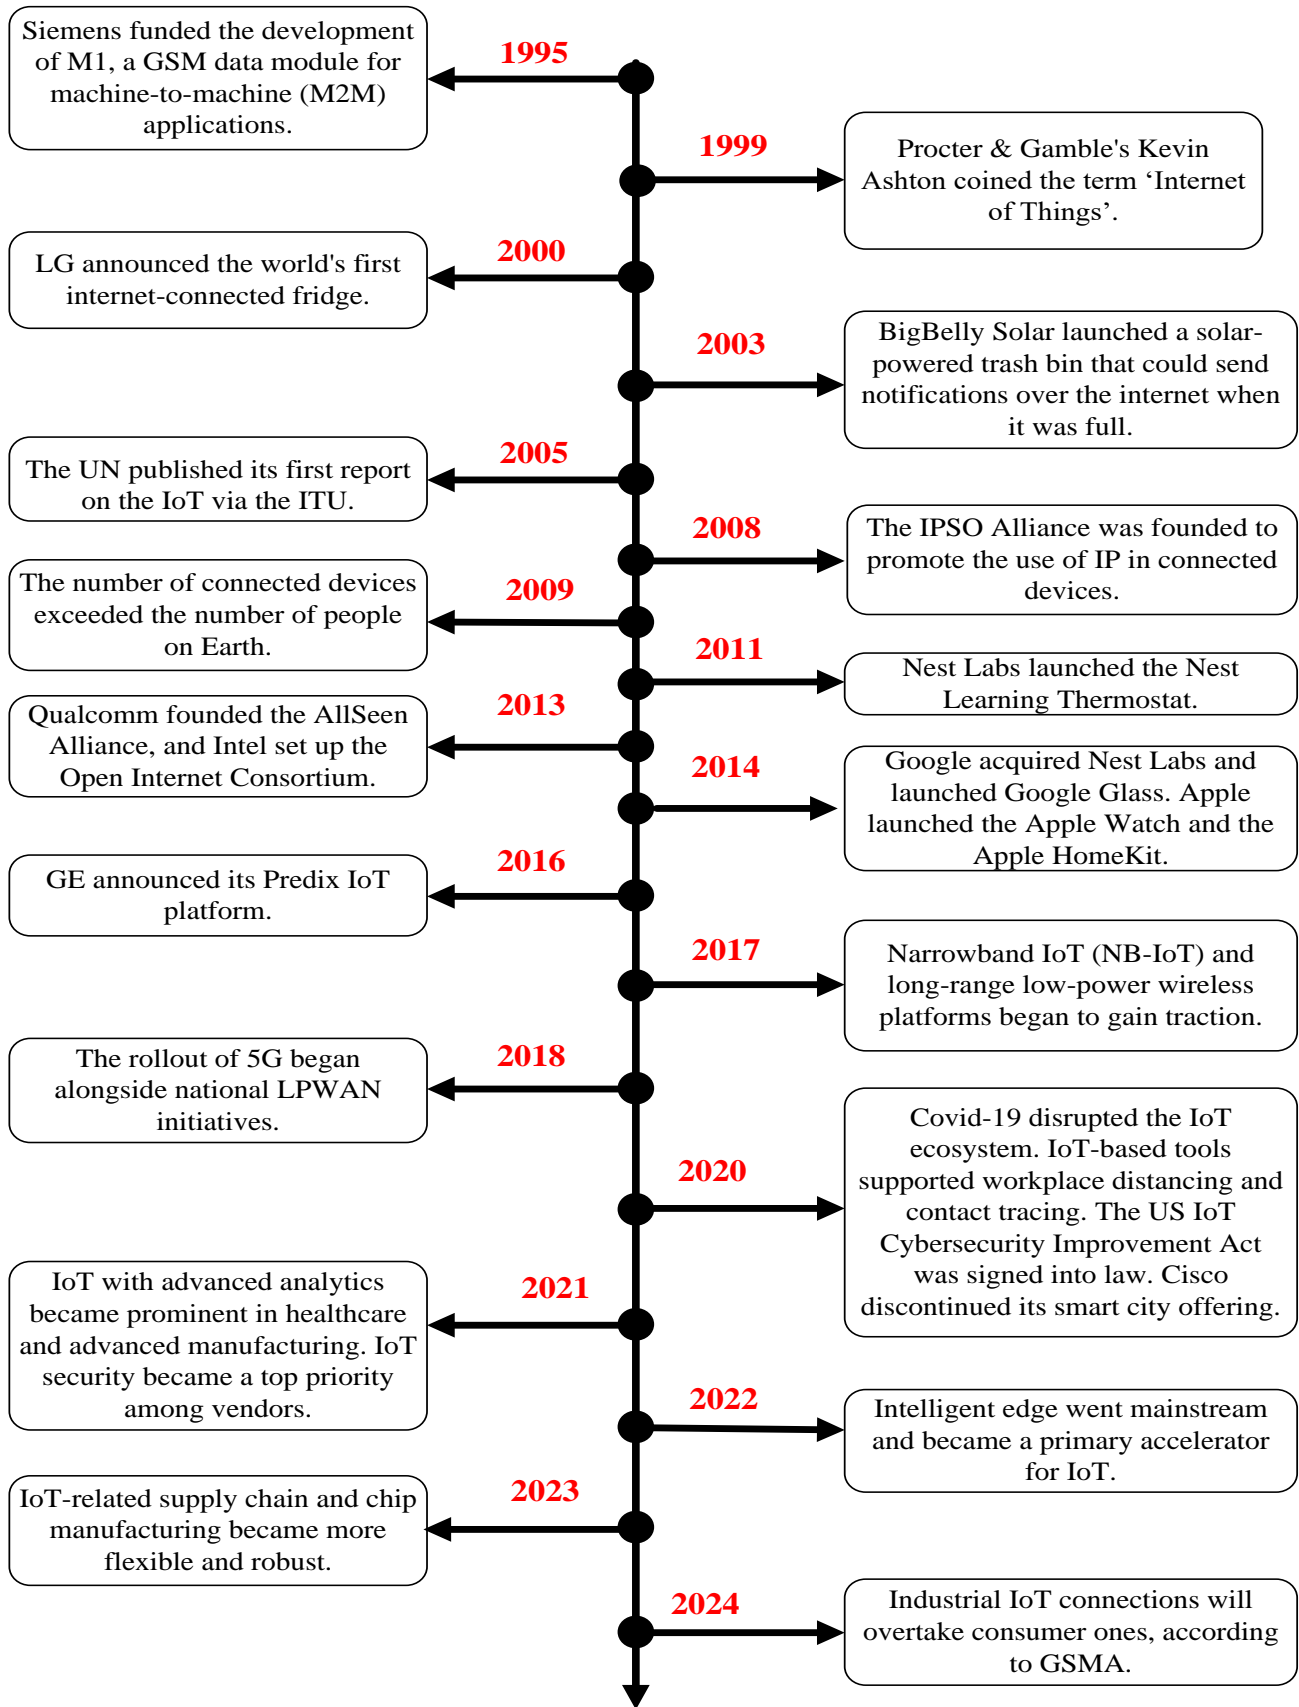 1995
Siemens funded the development
of M1, a GSM data module for
machine-to-machine (M2M)
applications.
1999
Procter & Gamble's Kevin
Ashton coined the term ‘Internet
of Things’.
2000
LG announced the world's first
internet-connected fridge.
2003
BigBelly Solar launched a solar-
powered trash bin that could send
notifications over the internet when
it was full.
2005
The UN published its first report
on the IoT via the ITU.
2008
The IPSO Alliance was founded to
promote the use of IP in connected
devices.
2009
The number of connected devices
exceeded the number of people
on Earth.
2011
Nest Labs launched the Nest
Learning Thermostat.
2013
Qualcomm founded the AllSeen
Alliance, and Intel set up the
Open Internet Consortium.
2014
Google acquired Nest Labs and
launched Google Glass. Apple
launched the Apple Watch and the
Apple HomeKit.
2016
GE announced its Predix IoT
platform.
2017
Narrowband IoT (NB-IoT) and
long-range low-power wireless
platforms began to gain traction.
2018
The rollout of 5G began
alongside national LPWAN
initiatives.
2020
Covid-19 disrupted the IoT
ecosystem. IoT-based tools
supported workplace distancing and
contact tracing. The US IoT
Cybersecurity Improvement Act
was signed into law. Cisco
discontinued its smart city offering.
2021
IoT with advanced analytics
became prominent in healthcare
and advanced manufacturing. IoT
security became a top priority
among vendors.
2022
Intelligent edge went mainstream
and became a primary accelerator
for IoT.
2023
IoT-related supply chain and chip
manufacturing became more
flexible and robust.
2024
Industrial IoT connections will
overtake consumer ones, according
to GSMA.